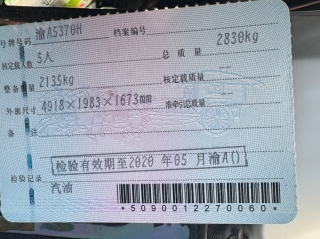 号牌号码 渝A5370H 档案编号
核定载人数 5人 总质量 2830kg
整备质量 2135kg 核定载质量 --
外廓尺寸 4918×1983×1673mm 准牵引总质量 --
备注
检验有效期至2020年05月渝A()
检验记录
汽油
*5090012270060*